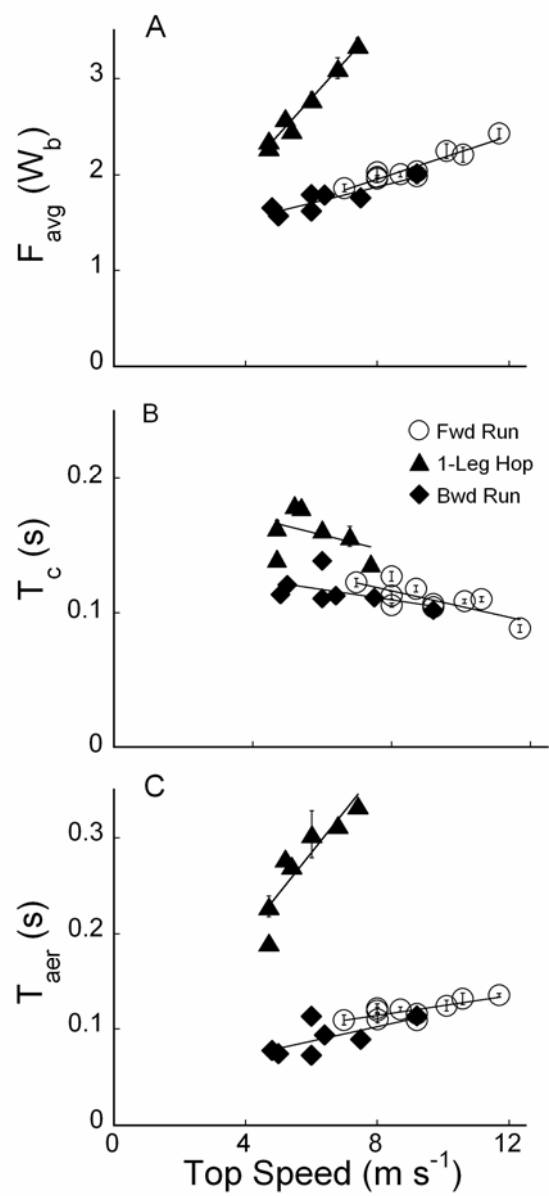 A
3
2
1
0
F_avg (W_b)
B
Fwd Run
1-Leg Hop
Bwd Run
0.2
0.1
0
T_c (s)
C
0.3
0.2
0.1
0
T_aer (s)
0 4 8 12
Top Speed (m s⁻¹)